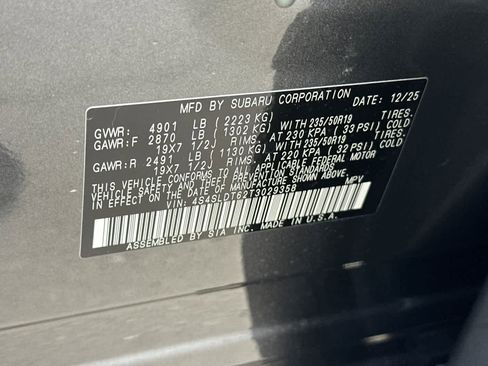 MFD BY SUBARU CORPORATION DATE: 12/25
GVWR: 4901 LB ( 2223 KG)
GAWR:F 2870 LB ( 1302 KG) WITH 235/50R19 TIRES.
19X7 1/2J RIMS. AT 230 KPA ( 33 PSI) COLD
GAWR:R 2491 LB ( 1130 KG) WITH 235/50R19 TIRES.
19X7 1/2J RIMS. AT 220 KPA ( 32 PSI) COLD
THIS VEHICLE CONFORMS TO ALL APPLICABLE FEDERAL MOTOR
VEHICLE SAFETY AND THEFT PREVENTION STANDARDS
IN EFFECT ON THE DATE OF MANUFACTURE SHOWN ABOVE.
VIN: 4S4SLDT62T3029358 MPV
ASSEMBLED BY SIA INC. MADE IN U.S.A.